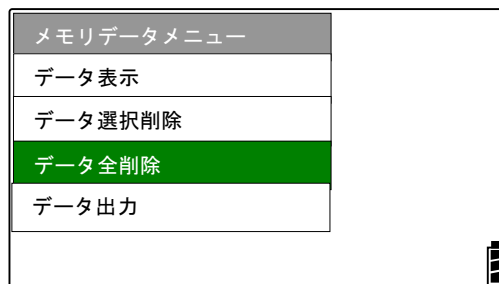 メモリデータメニュー
データ表示
データ選択削除
データ全削除
データ出力